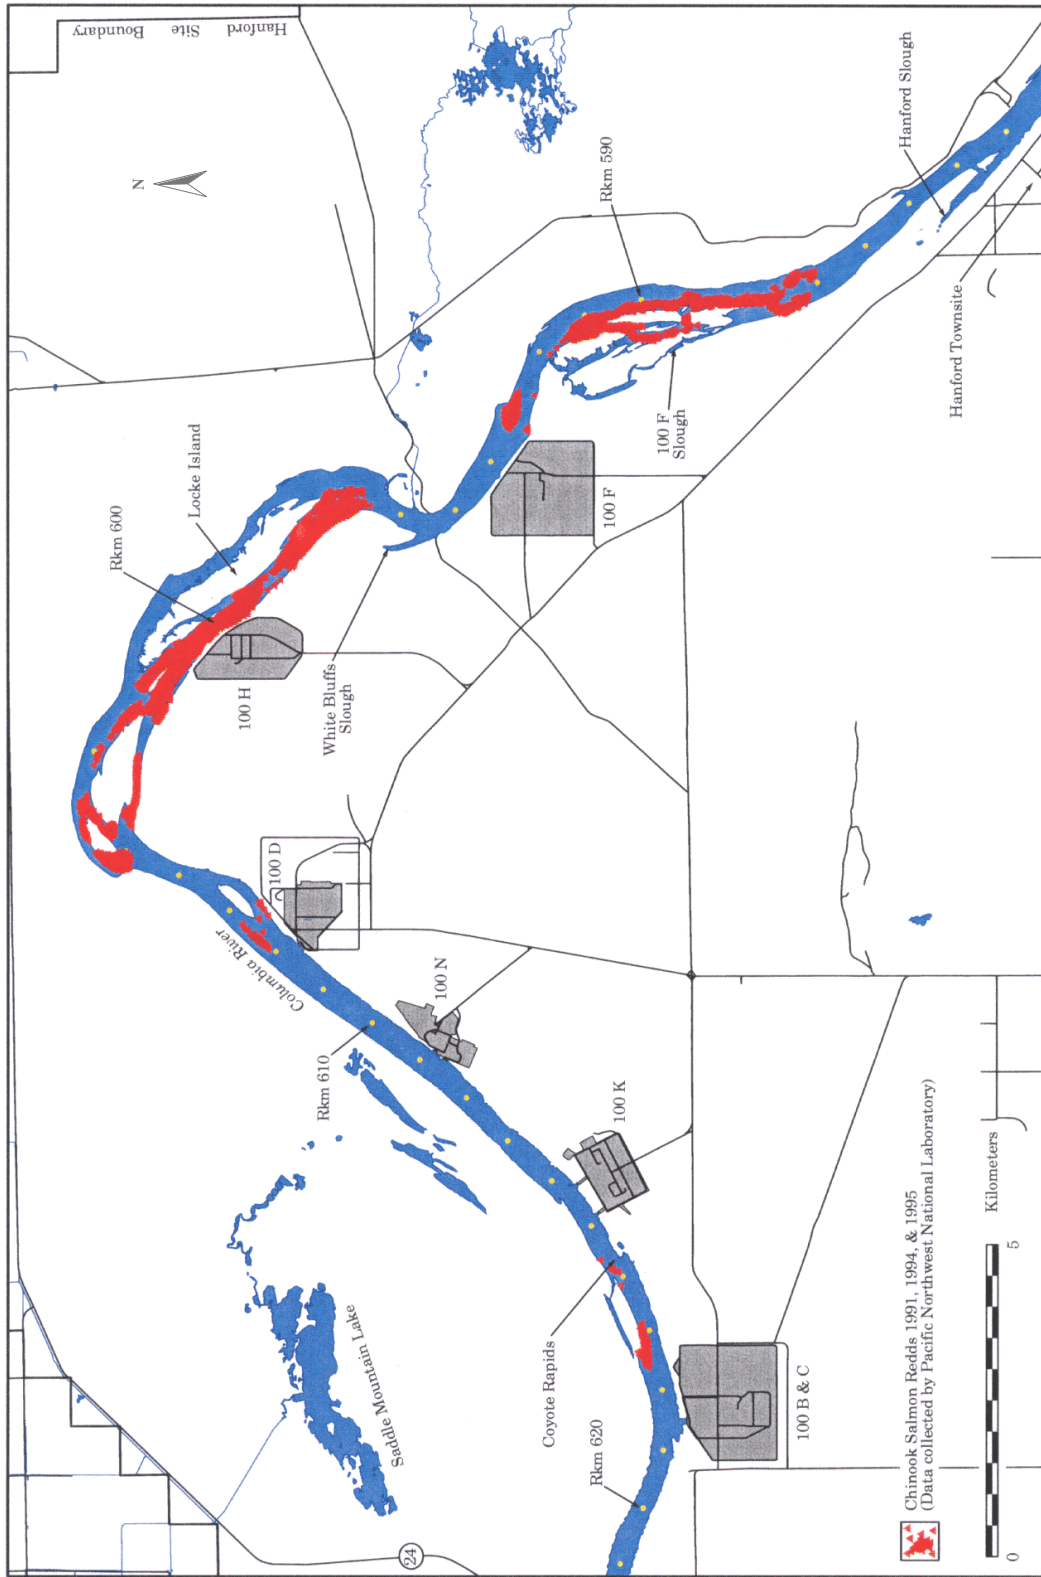 Hanford Site Boundary
N
Hanford Slough
Rkm 590
Hanford Townsite
100 F
Slough
100 F
Locke Island
Rkm 600
White Bluffs
Slough
100 H
100 D
Columbia River
100 N
Rkm 610
100 K
Saddle Mountain Lake
Coyote Rapids
100 B & C
Rkm 620
24
Chinook Salmon Redds 1991, 1994, & 1995
(Data collected by Pacific Northwest National Laboratory)
Kilometers
0 5